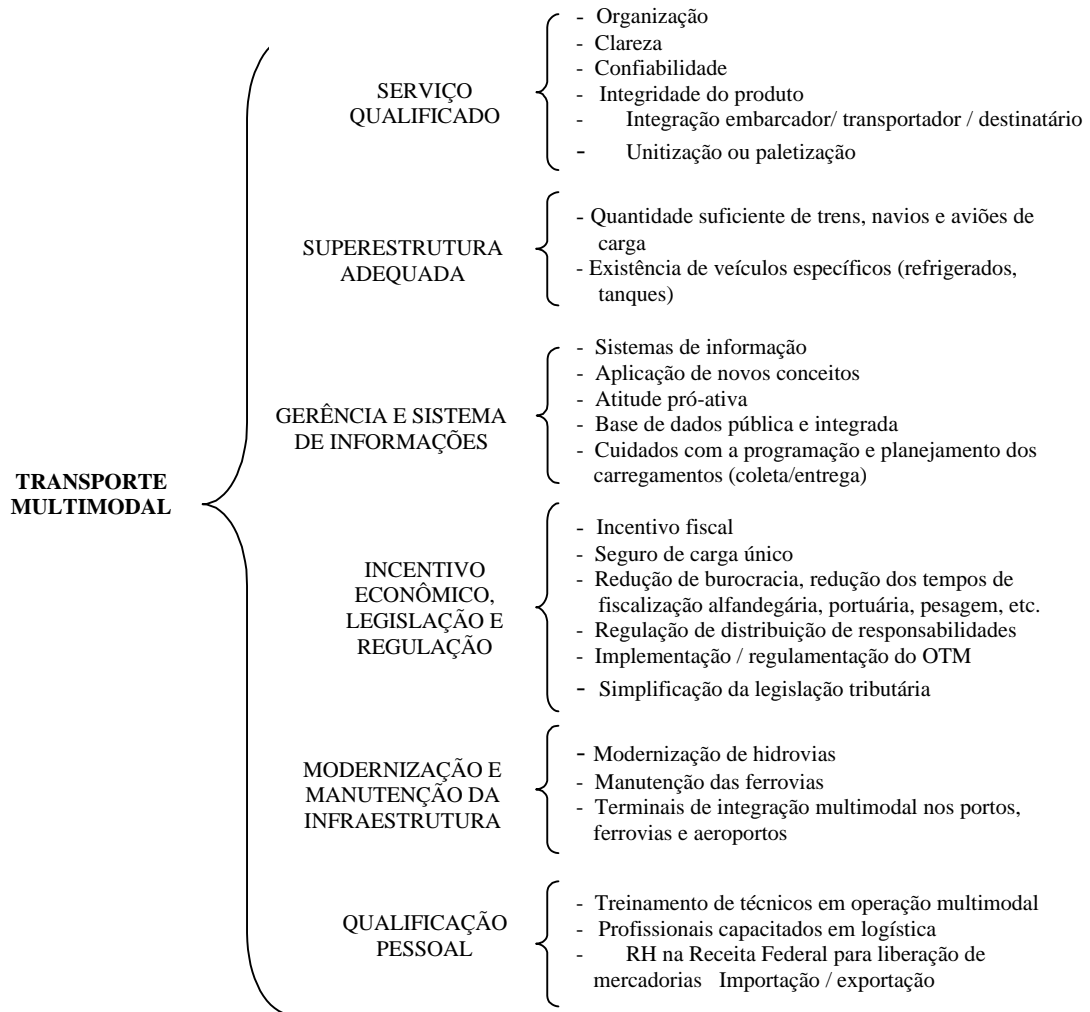 - Organização
- Clareza
- Confiabilidade
- Integridade do produto
- Integração embarcador/ transportador / destinatário
- Unitização ou paletização
SERVIÇO
QUALIFICADO
- Quantidade suficiente de trens, navios e aviões de
carga
- Existência de veículos específicos (refrigerados,
tanques)
SUPERESTRUTURA
ADEQUADA
- Sistemas de informação
- Aplicação de novos conceitos
- Atitude pró-ativa
- Base de dados pública e integrada
- Cuidados com a programação e planejamento dos
carregamentos (coleta/entrega)
GERÊNCIA E SISTEMA
DE INFORMAÇÕES
TRANSPORTE
MULTIMODAL
- Incentivo fiscal
- Seguro de carga único
- Redução de burocracia, redução dos tempos de
fiscalização alfandegária, portuária, pesagem, etc.
- Regulação de distribuição de responsabilidades
- Implementação / regulamentação do OTM
- Simplificação da legislação tributária
INCENTIVO
ECONÔMICO,
LEGISLAÇÃO E
REGULAÇÃO
- Modernização de hidrovias
- Manutenção das ferrovias
- Terminais de integração multimodal nos portos,
ferrovias e aeroportos
MODERNIZAÇÃO E
MANUTENÇÃO DA
INFRAESTRUTURA
- Treinamento de técnicos em operação multimodal
- Profissionais capacitados em logística
- RH na Receita Federal para liberação de
mercadorias Importação / exportação
QUALIFICAÇÃO
PESSOAL